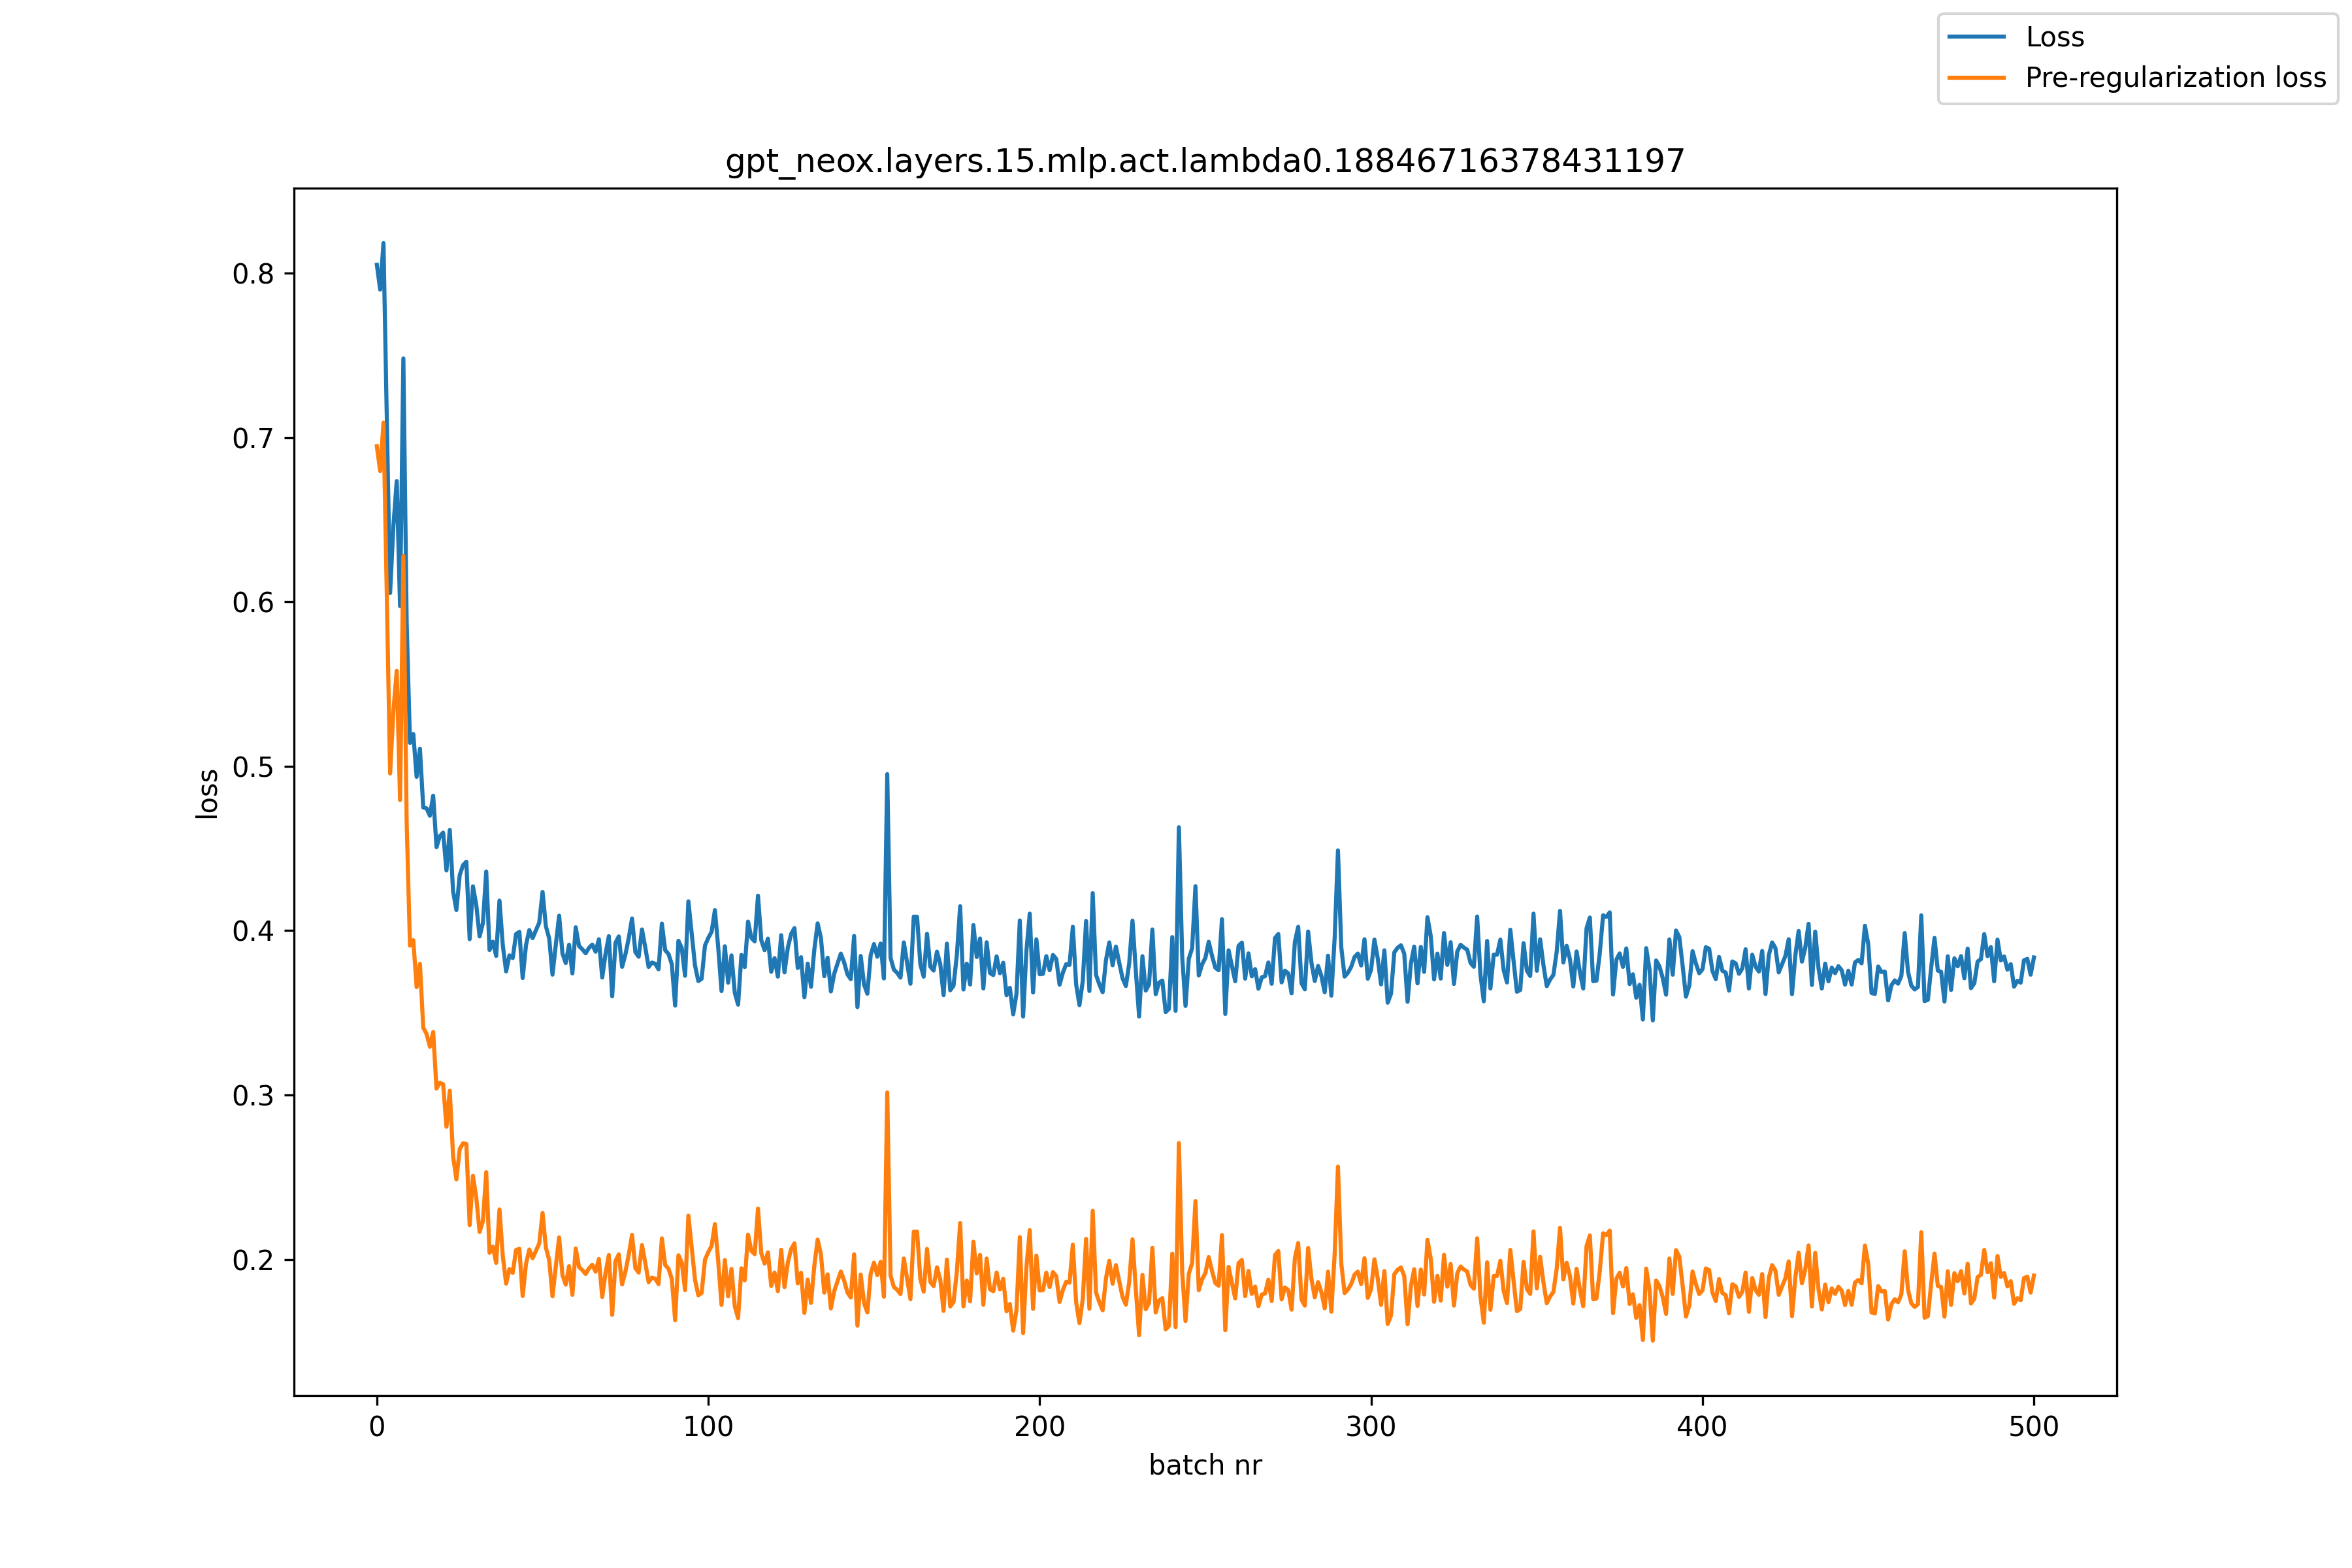 Loss
Pre-regularization loss
gpt_neox.layers.15.mlp.act.lambda0.18846716378431197
0.8
0.7
0.6
0.5
0.4
0.3
0.2
loss
0 100 200 300 400 500
batch nr